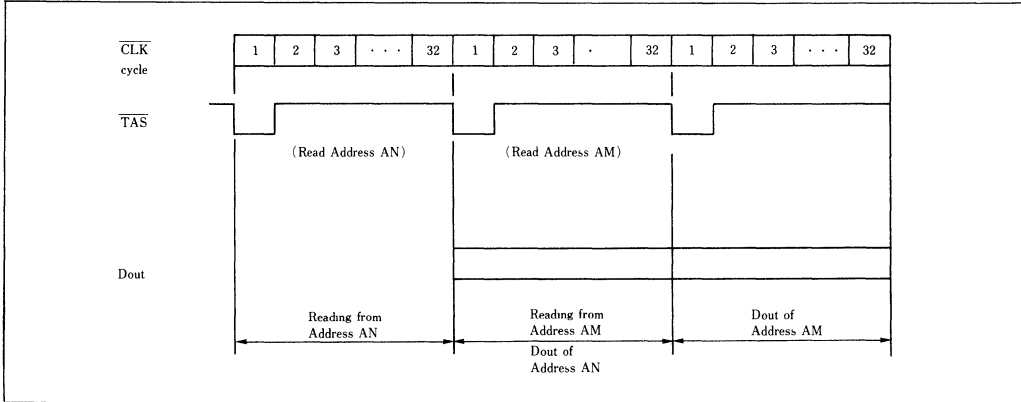 CLK
cycle
1 2 3 · · · 32 1 2 3 · 32 1 2 3 · · · 32
TAS
(Read Address AN)
(Read Address AM)
Dout
Reading from
Address AN
Reading from
Address AM
Dout of
Address AN
Dout of
Address AM